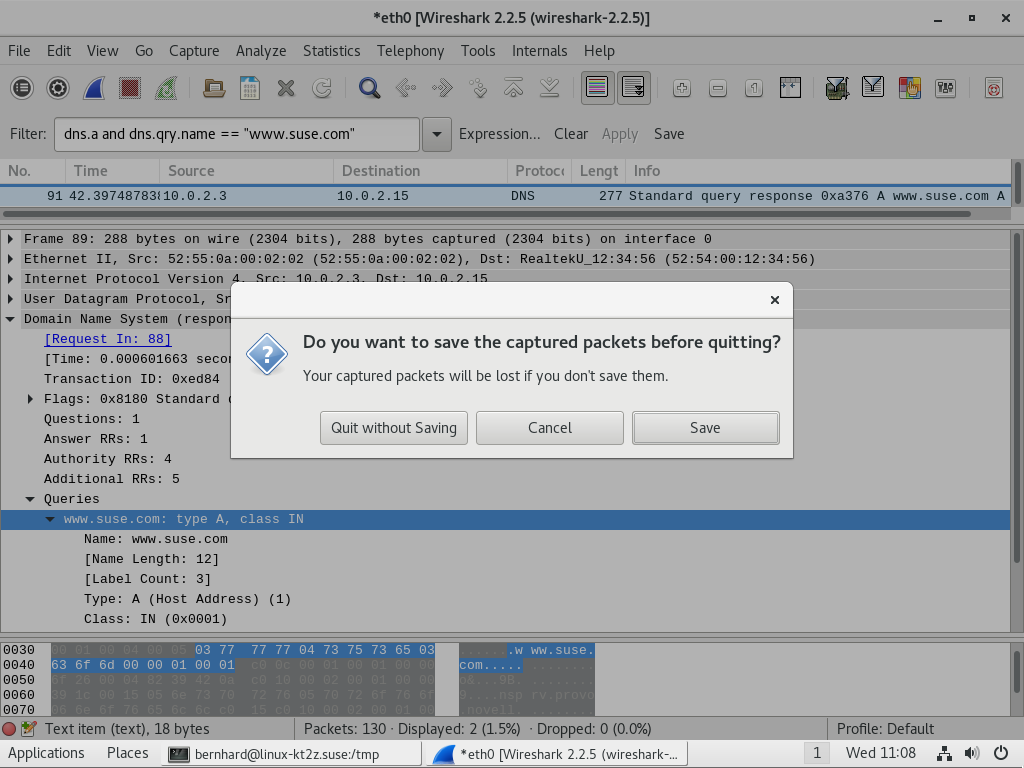 *eth0 [Wireshark 2.2.5 (wireshark-2.2.5)]
File Edit View Go Capture Analyze Statistics Telephony Tools Internals Help
Filter: dns.a and dns.qry.name == "www.suse.com" Expression... Clear Apply Save
No. Time Source Destination Protoc Lengt Info
91 42.397487838 10.0.2.3 10.0.2.15 DNS 277 Standard query response 0xa376 A www.suse.com A
Frame 89: 288 bytes on wire (2304 bits), 288 bytes captured (2304 bits) on interface 0
Ethernet II, Src: 52:55:0a:00:02:02 (52:55:0a:00:02:02), Dst: RealtekU_12:34:56 (52:54:00:12:34:56)
Internet Protocol Version 4, Src: 10.0.2.3, Dst: 10.0.2.15
User Datagram Protocol, Sr
Domain Name System (respon
[Request In: 88]
[Time: 0.000601663 secon
Transaction ID: 0xed84
Flags: 0x8180 Standard
Questions: 1
Answer RRs: 1
Authority RRs: 4
Additional RRs: 5
Queries
www.suse.com: type A, class IN
Name: www.suse.com
[Name Length: 12]
[Label Count: 3]
Type: A (Host Address) (1)
Class: IN (0x0001)
Do you want to save the captured packets before quitting?
Your captured packets will be lost if you don't save them.
Quit without Saving Cancel Save
0030 00 01 00 04 00 05 03 77 77 77 04 73 75 73 65 03 .......w ww.suse.
0040 63 6f 6d 00 00 01 00 01 c0 0c 00 01 00 01 00 00 com..... ........
0050 0f 26 00 04 82 39 42 0a c0 10 00 02 00 01 00 00
0060 39 1c 00 15 05 6e 73 70 72 76 05 70 72 6f 76 6f 9....nsp rv.provo
0070 06 6e 6f 76 65 6c 6c c0 15 c0 10 00 02 00 01 00 .novell. ........
Text item (text), 18 bytes Packets: 130 · Displayed: 2 (1.5%) · Dropped: 0 (0.0%) Profile: Default
Applications Places bernhard@linux-kt2z.suse:/tmp *eth0 [Wireshark 2.2.5 (wireshark-... 1 Wed 11:08